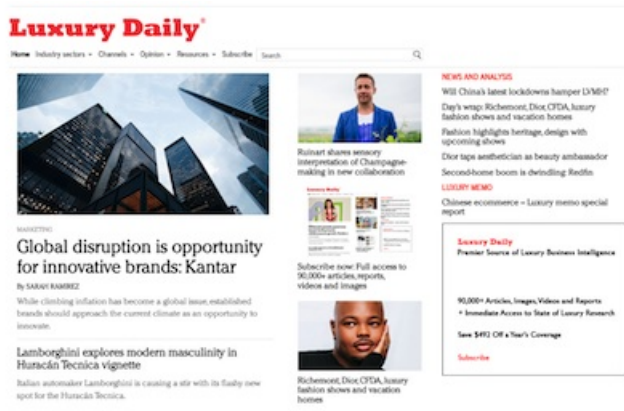 Luxury Daily®
Home Industry sectors Channels Opinion Resources Subscribe Search
MARKETING
Global disruption is opportunity
for innovative brands: Kantar
By SARAH RAMIREZ
While climbing inflation has become a global issue, established
brands should approach the current climate as an opportunity to
innovate.
Lamborghini explores modern masculinity in
Huracán Tecnica vignette
Italian automaker Lamborghini is causing a stir with its flashy new
spot for the Huracán Tecnica.
Ruinart shares sensory
interpretation of Champagne-
making in new collaboration
Luxury Daily
Subscribe now: Full access to
90,000+ articles, reports,
videos and images
Richemont, Dior, CFDA, luxury
fashion shows and vacation
homes
NEWS AND ANALYSIS
Will China's latest lockdowns hamper LVMH?
Day's wrap: Richemont, Dior, CFDA, luxury
fashion shows and vacation homes
Fashion highlights heritage, design with
upcoming shows
Dior taps aesthetician as beauty ambassador
Second-home boom is dwindling: Redfin
LUXURY MEMO
Chinese ecommerce – Luxury memo special
report
Luxury Daily
Premier Source of Luxury Business Intelligence
90,000+ Articles, Images, Videos and Reports
+ Immediate Access to State of Luxury Research
Save $492 Off a Year's Coverage
Subscribe